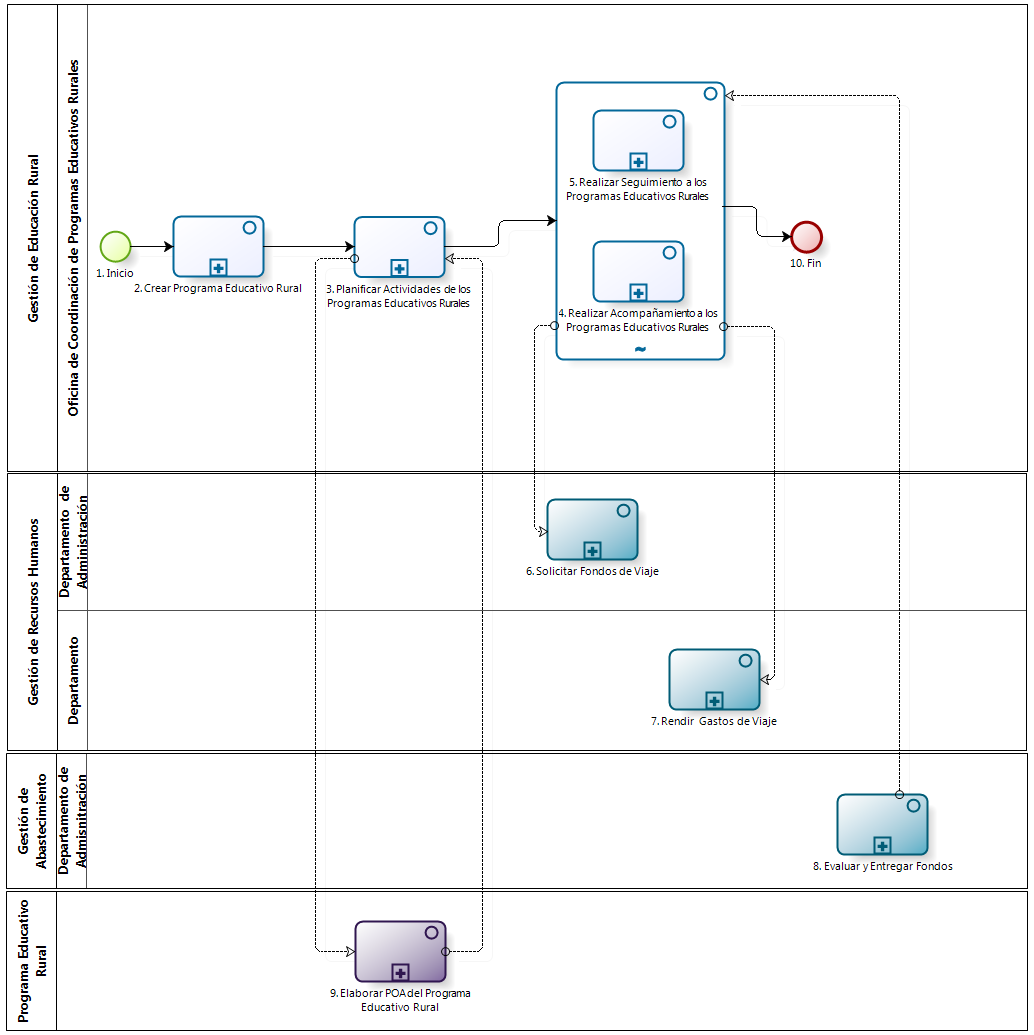 Gestión de Educación Rural
Oficina de Coordinación de Programas Educativos Rurales
1. Inicio
2. Crear Programa Educativo Rural
3. Planificar Actividades de los
Programas Educativos Rurales
5. Realizar Seguimiento a los
Programas Educativos Rurales
4. Realizar Acompañamiento a los
Programas Educativos Rurales
10. Fin
Gestión de Recursos Humanos
Departamento de
Administración
6. Solicitar Fondos de Viaje
Departamento
7. Rendir Gastos de Viaje
Gestión de
Abastecimiento
Departamento de
Admisnitración
8. Evaluar y Entregar Fondos
Programa Educativo
Rural
9. Elaborar POA del Programa
Educativo Rural